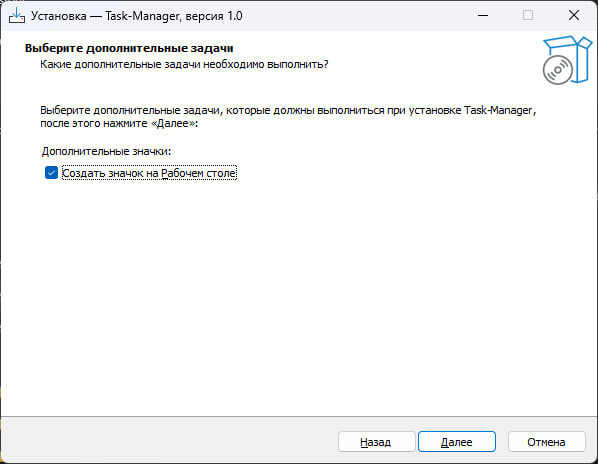 Установка — Task-Manager, версия 1.0
Выберите дополнительные задачи
Какие дополнительные задачи необходимо выполнить?
Выберите дополнительные задачи, которые должны выполниться при установке Task-Manager,
после этого нажмите «Далее»:
Дополнительные значки:
Создать значок на Рабочем столе
Назад
Далее
Отмена